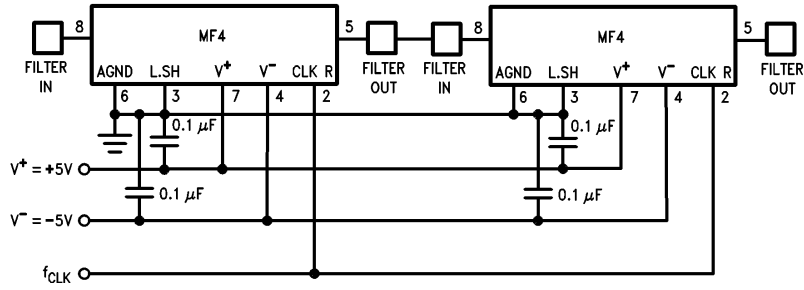 8 MF4 5 8 MF4 5
FILTER IN
AGND L.SH V+ V− CLK R
FILTER OUT
FILTER IN
AGND L.SH V+ V− CLK R
FILTER OUT
6 3 7 4 2
6 3 7 4 2
0.1 μF
0.1 μF
V+ = +5V
0.1 μF
0.1 μF
V− = −5V
fCLK